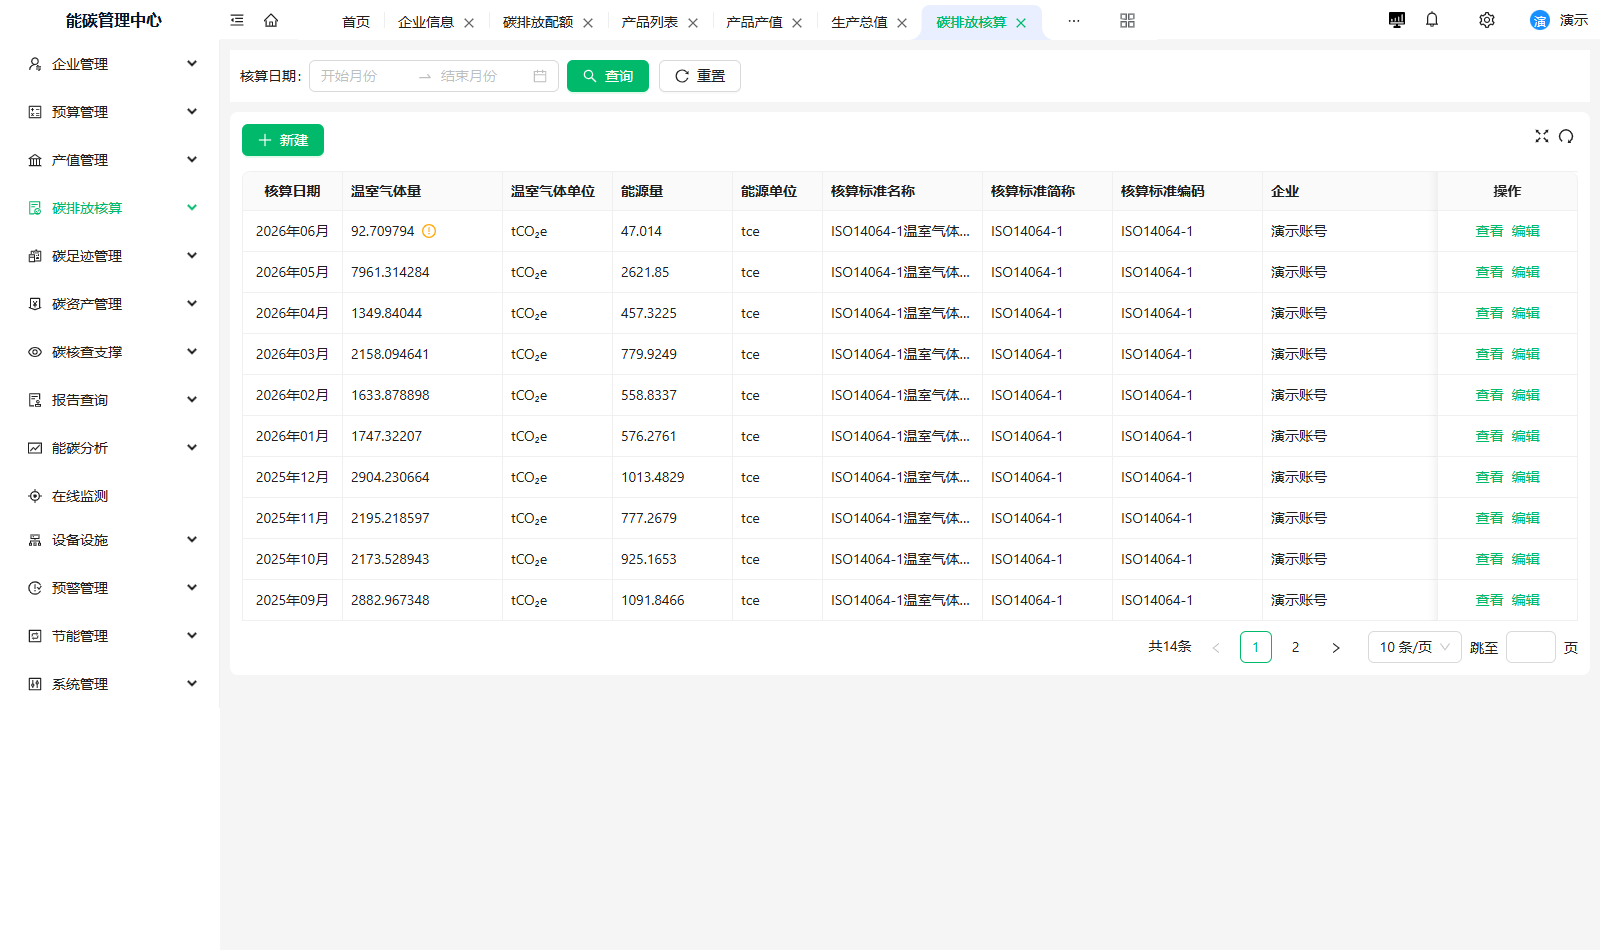 能碳管理中心
首页 企业信息 碳排放配额 产品列表 产品产值 生产总值 碳排放核算 ··· 演 演示
企业管理
预算管理
产值管理
碳排放核算
碳足迹管理
碳资产管理
碳核查支撑
报告查询
能碳分析
在线监测
设备设施
预警管理
节能管理
系统管理
核算日期: 开始月份 结束月份 查询 重置
新建
核算日期 温室气体量 温室气体单位 能源量 能源单位 核算标准名称 核算标准简称 核算标准编码 企业 操作
2026年06月 92.709794 tCO₂e 47.014 tce ISO14064-1温室气体... ISO14064-1 ISO14064-1 演示账号 查看 编辑
2026年05月 7961.314284 tCO₂e 2621.85 tce ISO14064-1温室气体... ISO14064-1 ISO14064-1 演示账号 查看 编辑
2026年04月 1349.84044 tCO₂e 457.3225 tce ISO14064-1温室气体... ISO14064-1 ISO14064-1 演示账号 查看 编辑
2026年03月 2158.094641 tCO₂e 779.9249 tce ISO14064-1温室气体... ISO14064-1 ISO14064-1 演示账号 查看 编辑
2026年02月 1633.878898 tCO₂e 558.8337 tce ISO14064-1温室气体... ISO14064-1 ISO14064-1 演示账号 查看 编辑
2026年01月 1747.32207 tCO₂e 576.2761 tce ISO14064-1温室气体... ISO14064-1 ISO14064-1 演示账号 查看 编辑
2025年12月 2904.230664 tCO₂e 1013.4829 tce ISO14064-1温室气体... ISO14064-1 ISO14064-1 演示账号 查看 编辑
2025年11月 2195.218597 tCO₂e 777.2679 tce ISO14064-1温室气体... ISO14064-1 ISO14064-1 演示账号 查看 编辑
2025年10月 2173.528943 tCO₂e 925.1653 tce ISO14064-1温室气体... ISO14064-1 ISO14064-1 演示账号 查看 编辑
2025年09月 2882.967348 tCO₂e 1091.8466 tce ISO14064-1温室气体... ISO14064-1 ISO14064-1 演示账号 查看 编辑
共14条 1 2 10 条/页 跳至 页